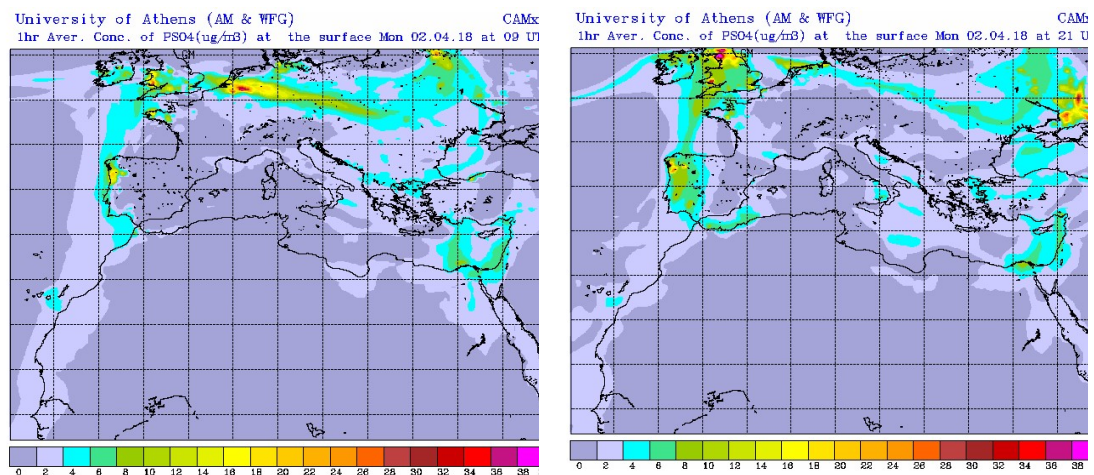 University of Athens (AM & WFG) CAMx
1hr Aver. Conc. of PSO4(ug/m3) at the surface Mon 02.04.18 at 09 UT
GM
0 2 4 6 8 10 12 14 16 18 20 22 24 26 28 30 32 34 36 38
University of Athens (AM & WFG) CAMx
1hr Aver. Conc. of PSO4(ug/m3) at the surface Mon 02.04.18 at 21 U
GM
0 2 4 6 8 10 12 14 16 18 20 22 24 26 28 30 32 34 36 38